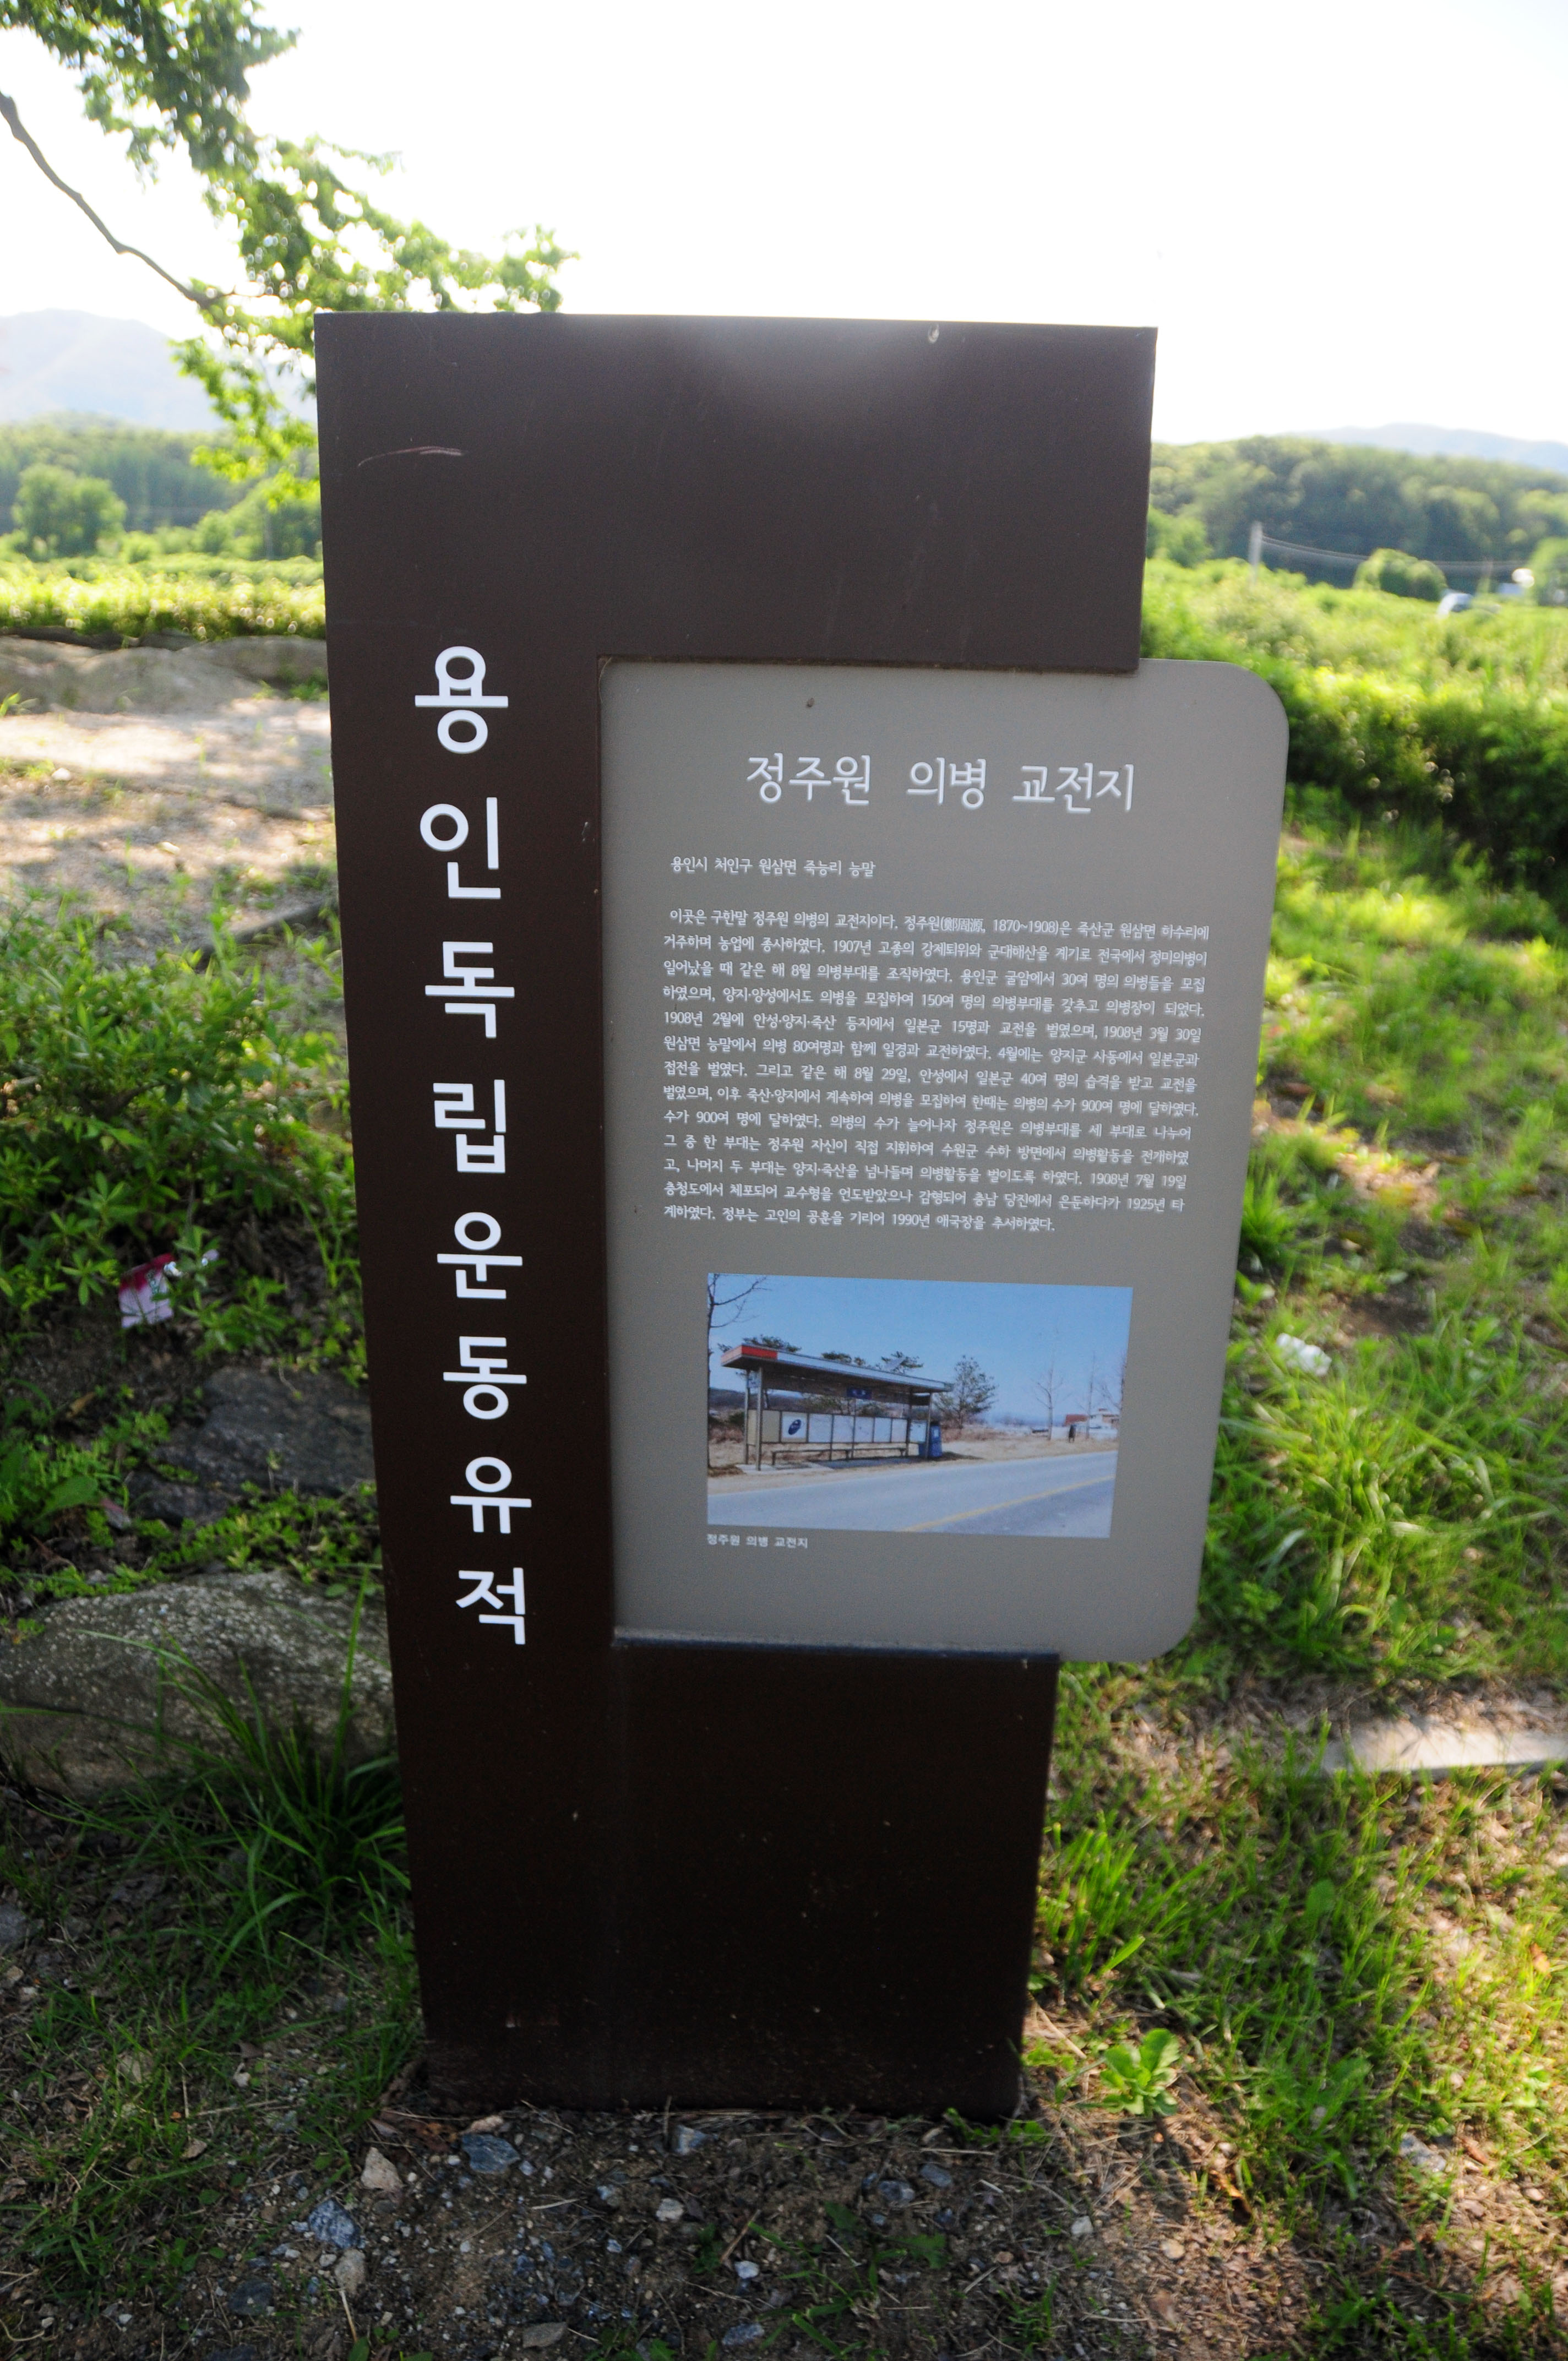 용인독립운동유적
정주원 의병 교전지
용인시 처인구 원삼면 죽능리 능말
이곳은 구한말 정주원 의병의 교전지이다. 정주원(鄭周源, 1870~1908)은 죽산군 원삼면 하수리에
거주하며 농업에 종사하였다. 1907년 고종의 강제퇴위와 군대해산을 계기로 전국에서 정미의병이
일어났을 때 같은 해 8월 의병부대를 조직하였다. 용인군 굴암에서 30여 명의 의병들을 모집
하였으며, 양지·양성에서도 의병을 모집하여 150여 명의 의병부대를 갖추고 의병장이 되었다.
1908년 2월에 안성·양지·죽산 등지에서 일본군 15명과 교전을 벌였으며, 1908년 3월 30일
원삼면 능말에서 의병 80여명과 함께 일경과 교전하였다. 4월에는 양지군 사동에서 일본군과
접전을 벌였다. 그리고 같은 해 8월 29일, 안성에서 일본군 40여 명의 습격을 받고 교전을
벌였으며, 이후 죽산·양지에서 계속하여 의병을 모집하여 한때는 의병의 수가 900여 명에 달하였다.
수가 900여 명에 달하였다. 의병의 수가 늘어나자 정주원은 의병부대를 세 부대로 나누어
그 중 한 부대는 정주원 자신이 직접 지휘하여 수원군 수하 방면에서 의병활동을 전개하였
고, 나머지 두 부대는 양지·죽산을 넘나들며 의병활동을 벌이도록 하였다. 1908년 7월 19일
충청도에서 체포되어 교수형을 언도받았으나 감형되어 충남 당진에서 은둔하다가 1925년 타
계하였다. 정부는 고인의 공훈을 기리어 1990년 애국장을 추서하였다.
정주원 의병 교전지